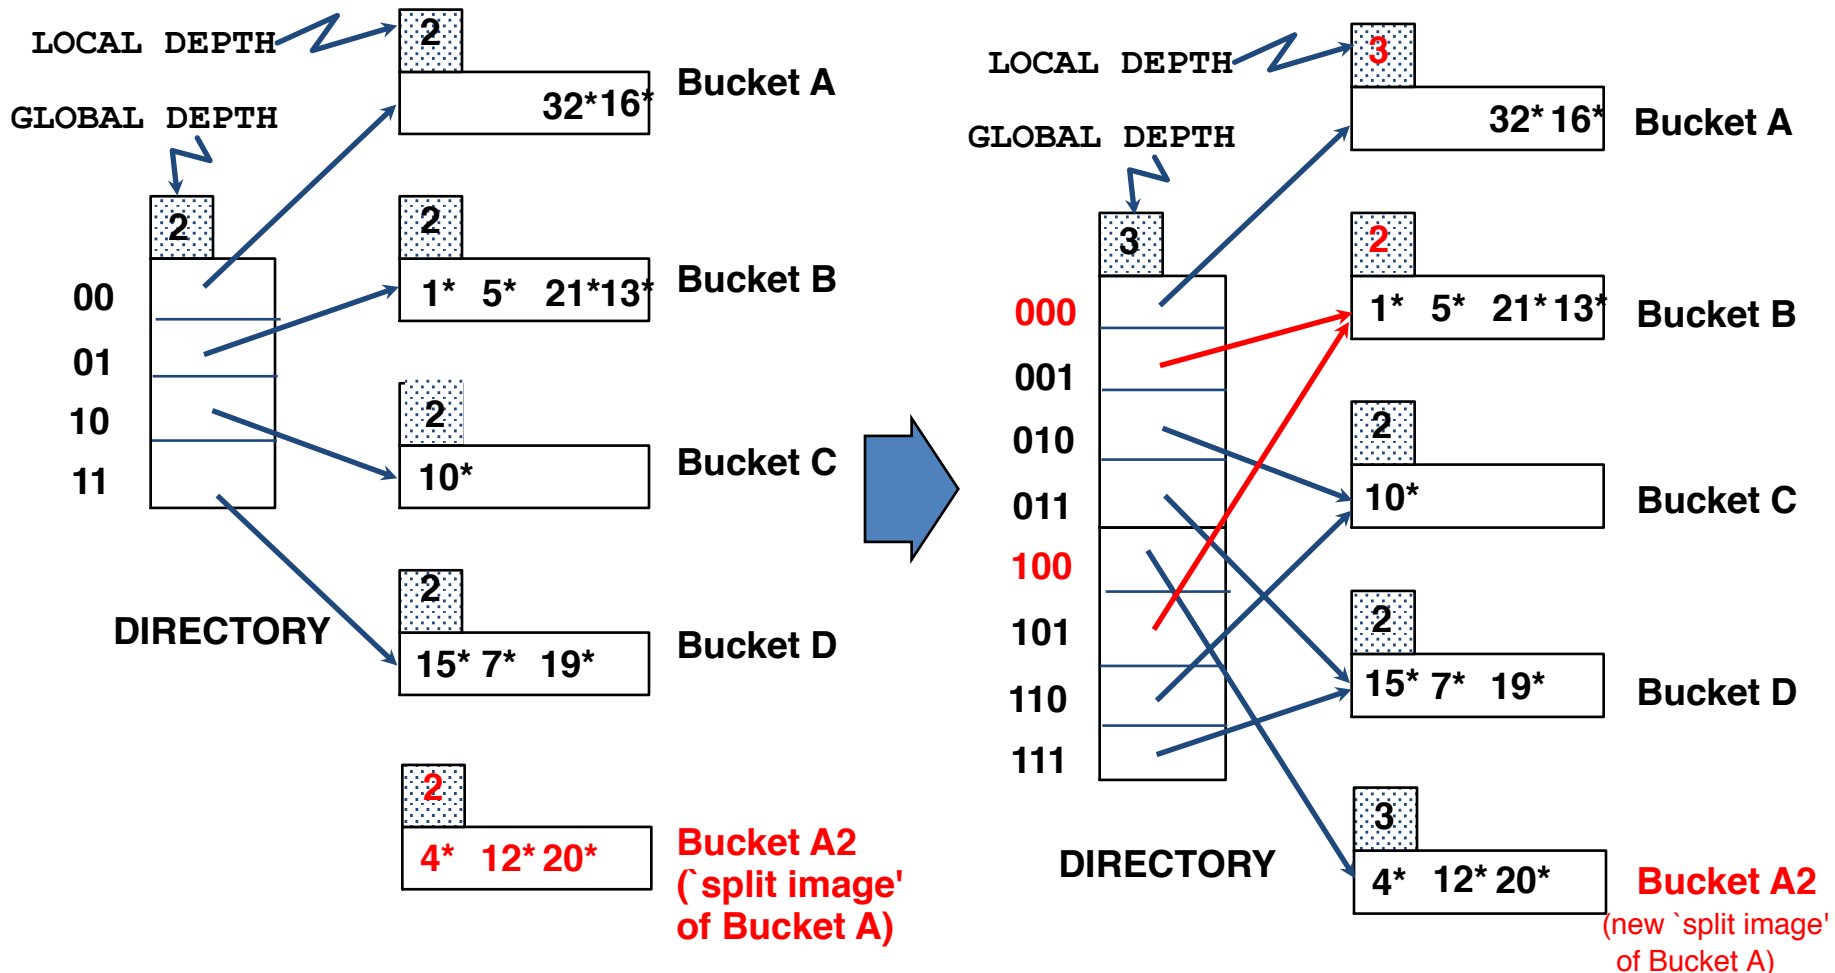 LOCAL DEPTH
2
Bucket A
32* 16*
GLOBAL DEPTH
2
2
Bucket B
1* 5* 21* 13*
00
01
10
11
2
Bucket C
10*
DIRECTORY
2
Bucket D
15* 7* 19*
2
4* 12* 20*
Bucket A2
(`split image'
of Bucket A)
LOCAL DEPTH
3
Bucket A
32* 16*
GLOBAL DEPTH
3
2
Bucket B
1* 5* 21* 13*
000
001
010
011
100
101
110
111
2
Bucket C
10*
2
Bucket D
15* 7* 19*
DIRECTORY
3
4* 12* 20*
Bucket A2
(new `split image'
of Bucket A)